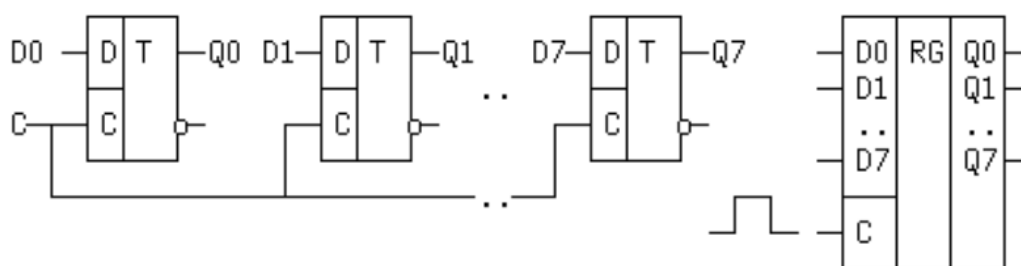 D0 D T Q0 D1 D T Q1 D7 D T Q7 D0 RG Q0
D1 Q1
. .
C C C C . . . .
D7 Q7
. .
C